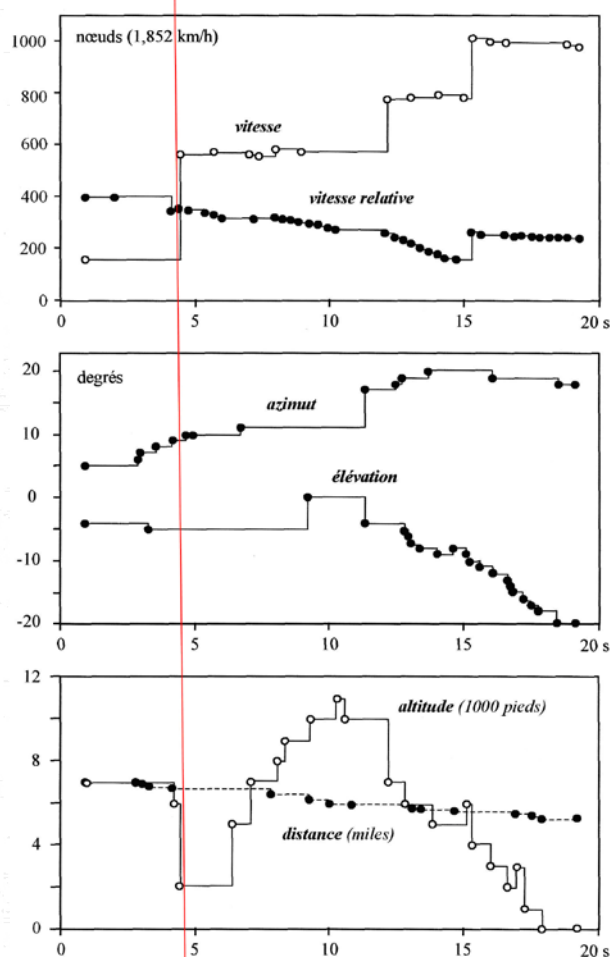 1000
nœuds (1,852 km/h)
800
vitesse
600
400
vitesse relative
200
0
0 5 10 15 20 s
20
degrés
azimut
10
0
élévation
-10
-20
0 5 10 15 20 s
12
altitude (1000 pieds)
8
4
distance (miles)
0
0 5 10 15 20 s